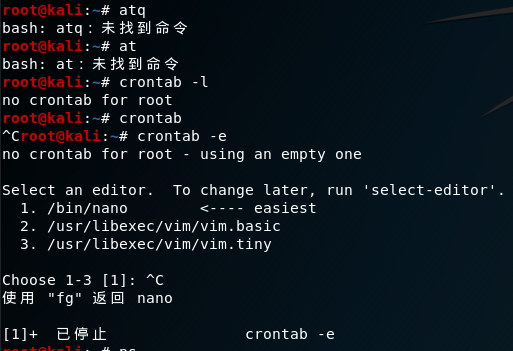 root@kali:~# atq
bash: atq：未找到命令
root@kali:~# at
bash: at：未找到命令
root@kali:~# crontab -l
no crontab for root
root@kali:~# crontab
^Croot@kali:~# crontab -e
no crontab for root - using an empty one
Select an editor.  To change later, run 'select-editor'.
  1. /bin/nano        <---- easiest
  2. /usr/libexec/vim/vim.basic
  3. /usr/libexec/vim/vim.tiny
Choose 1-3 [1]: ^C
使用 "fg" 返回 nano
[1]+  已停止               crontab -e
root@kali:~#